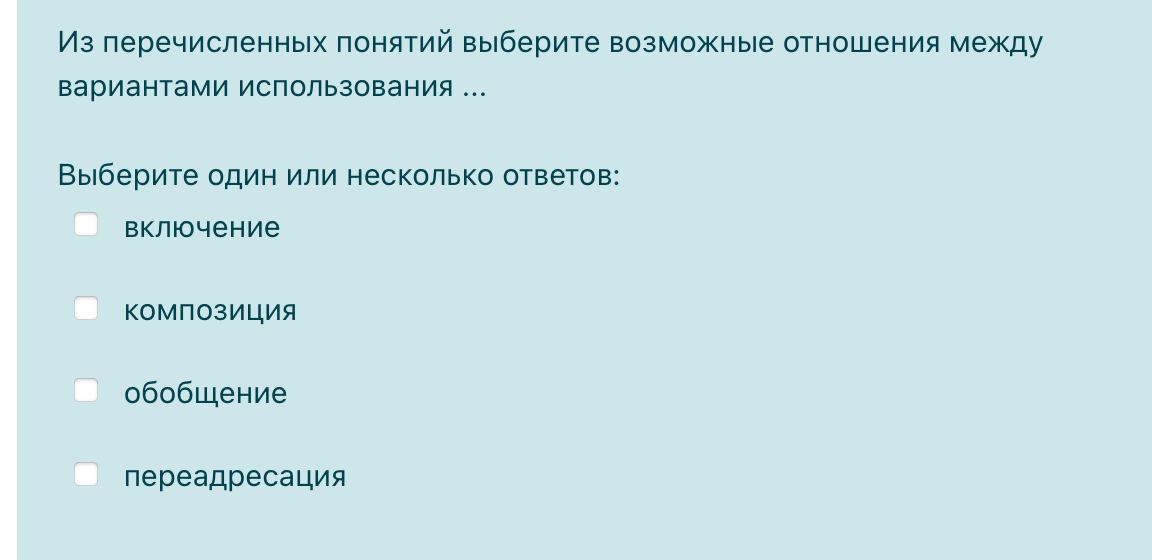 Из перечисленных понятий выберите возможные отношения между
вариантами использования ...
Выберите один или несколько ответов:
включение
композиция
обобщение
переадресация